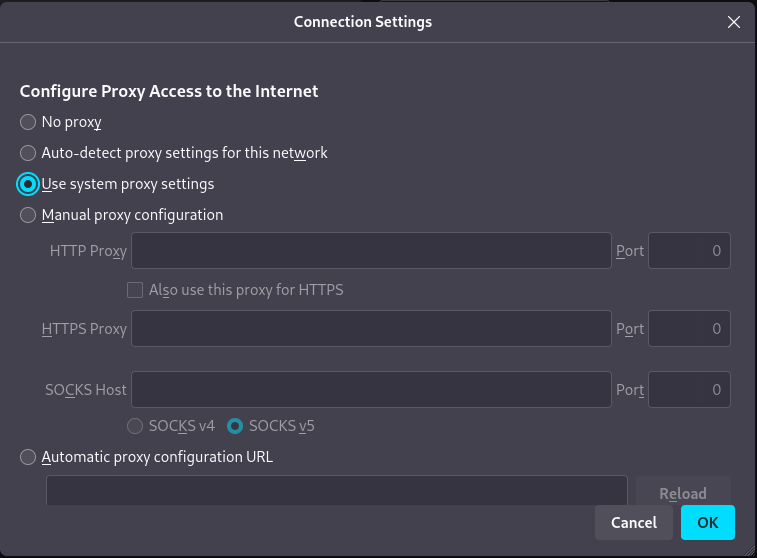 Connection Settings
Configure Proxy Access to the Internet
No proxy
Auto-detect proxy settings for this network
Use system proxy settings
Manual proxy configuration
HTTP Proxy Port 0
Also use this proxy for HTTPS
HTTPS Proxy Port 0
SOCKS Host Port 0
SOCKS v4 SOCKS v5
Automatic proxy configuration URL
Reload
Cancel OK